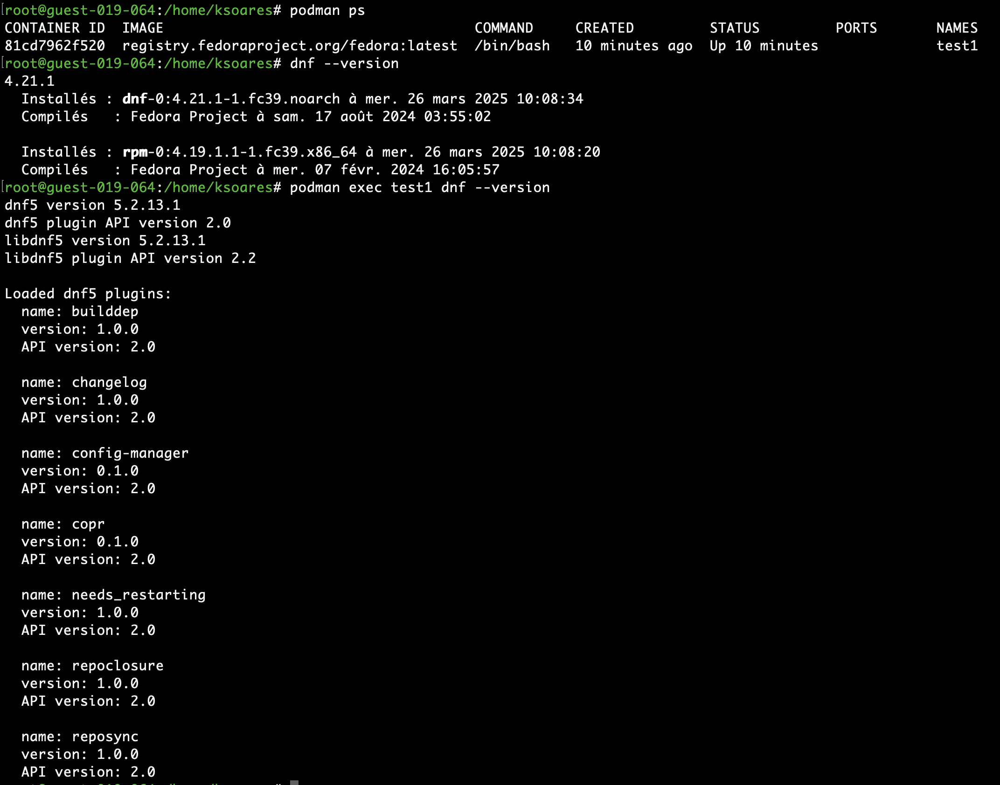 [root@guest-019-064:/home/ksoares# podman ps
CONTAINER ID  IMAGE                                     COMMAND     CREATED         STATUS         PORTS       NAMES
81cd7962f520  registry.fedoraproject.org/fedora:latest  /bin/bash   10 minutes ago  Up 10 minutes              test1
[root@guest-019-064:/home/ksoares# dnf --version
4.21.1
  Installés : dnf-0:4.21.1-1.fc39.noarch à mer. 26 mars 2025 10:08:34
  Compilés   : Fedora Project à sam. 17 août 2024 03:55:02

  Installés : rpm-0:4.19.1.1-1.fc39.x86_64 à mer. 26 mars 2025 10:08:20
  Compilés   : Fedora Project à mer. 07 févr. 2024 16:05:57
[root@guest-019-064:/home/ksoares# podman exec test1 dnf --version
dnf5 version 5.2.13.1
dnf5 plugin API version 2.0
libdnf5 version 5.2.13.1
libdnf5 plugin API version 2.2

Loaded dnf5 plugins:
  name: builddep
  version: 1.0.0
  API version: 2.0

  name: changelog
  version: 1.0.0
  API version: 2.0

  name: config-manager
  version: 0.1.0
  API version: 2.0

  name: copr
  version: 0.1.0
  API version: 2.0

  name: needs_restarting
  version: 1.0.0
  API version: 2.0

  name: repoclosure
  version: 1.0.0
  API version: 2.0

  name: reposync
  version: 1.0.0
  API version: 2.0